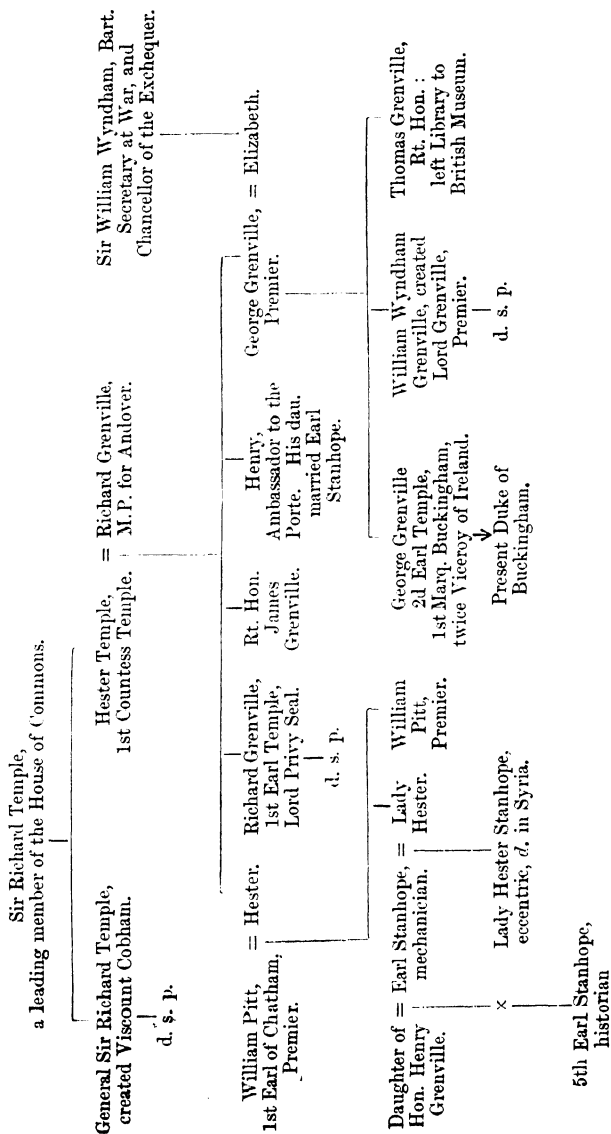 Sir Richard Temple,
a leading member of the House of Commons.
General Sir Richard Temple,
created Viscount Cobham.
d. s. p.
Hester Temple,
1st Countess Temple.
= Richard Grenville,
M.P. for Andover.
Sir William Wyndham, Bart.
Secretary at War, and
Chancellor of the Exchequer.
William Pitt,
1st Earl of Chatham,
Premier.
= Hester.
Richard Grenville,
1st Earl Temple,
Lord Privy Seal.
d. s. p.
Rt. Hon.
James
Grenville.
Henry,
Ambassador to the
Porte. His dau.
married Earl
Stanhope.
George Grenville,
Premier.
= Elizabeth.
Daughter of
Hon. Henry
Grenville.
= Earl Stanhope,
mechanician.
= Lady
Hester.
William
Pitt,
Premier.
George Grenville
2d Earl Temple,
1st Marq. Buckingham,
twice Viceroy of Ireland.
Present Duke of
Buckingham.
William Wyndham
Grenville, created
Lord Grenville,
Premier.
d. s. p.
Thomas Grenville,
Rt. Hon. :
left Library to
British Museum.
×
Lady Hester Stanhope,
eccentric, d. in Syria.
5th Earl Stanhope,
historian